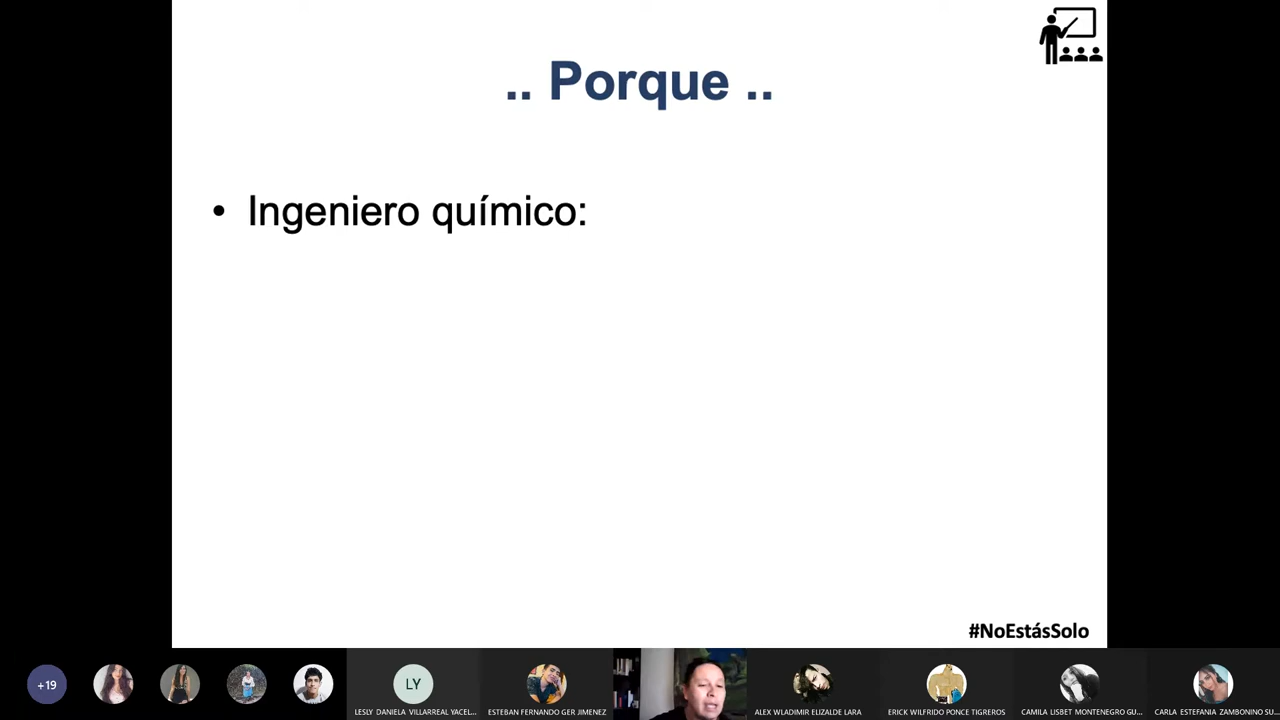 .. Porque ..
• Ingeniero químico:
#NoEstásSolo
+19
LY
LESLY DANIELA VILLARREAL YACEL...
ESTEBAN FERNANDO GER JIMENEZ
ALEX WLADIMIR ELIZALDE LARA
ERICK WILFRIDO PONCE TIGREROS
CAMILA LISBET MONTENEGRO GU...
CARLA ESTEFANIA ZAMBONINO SU...